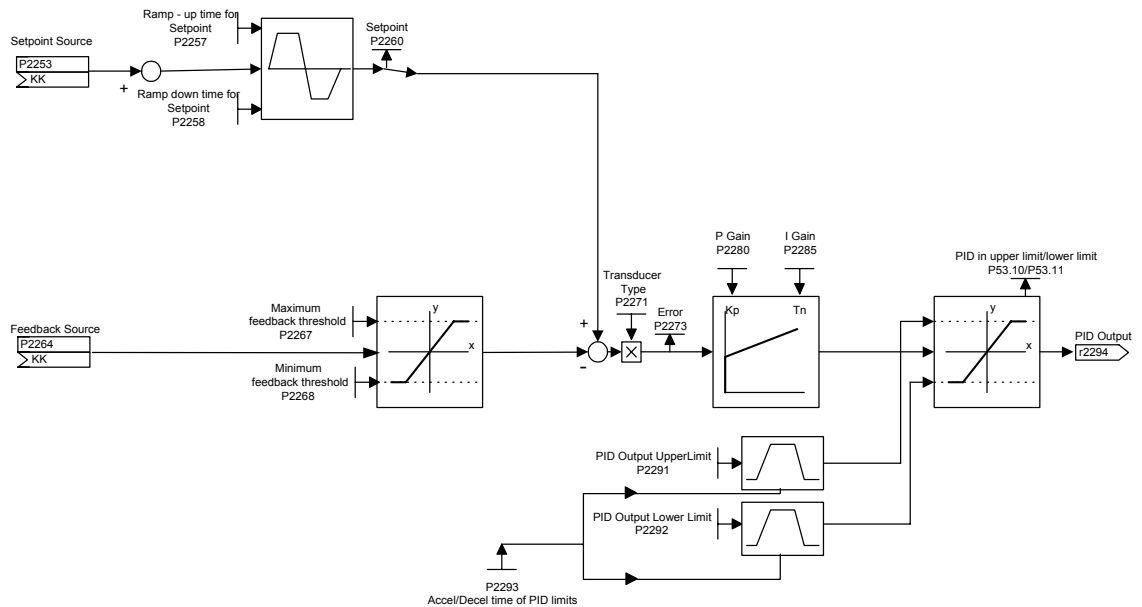 Ramp - up time for
Setpoint
P2257
Setpoint
P2260
Setpoint Source
P2253
KK
+
Ramp down time for
Setpoint
P2258
P Gain
P2280
I Gain
P2285
PID in upper limit/lower limit
P53.10/P53.11
Transducer
Type
P2271
Error
P2273
Maximum
feedback threshold
P2267
y
x
Kp
Tn
y
x
+
-
Feedback Source
P2264
KK
PID Output
r2294
Minimum
feedback threshold
P2268
PID Output UpperLimit
P2291
PID Output Lower Limit
P2292
P2293
Accel/Decel time of PID limits